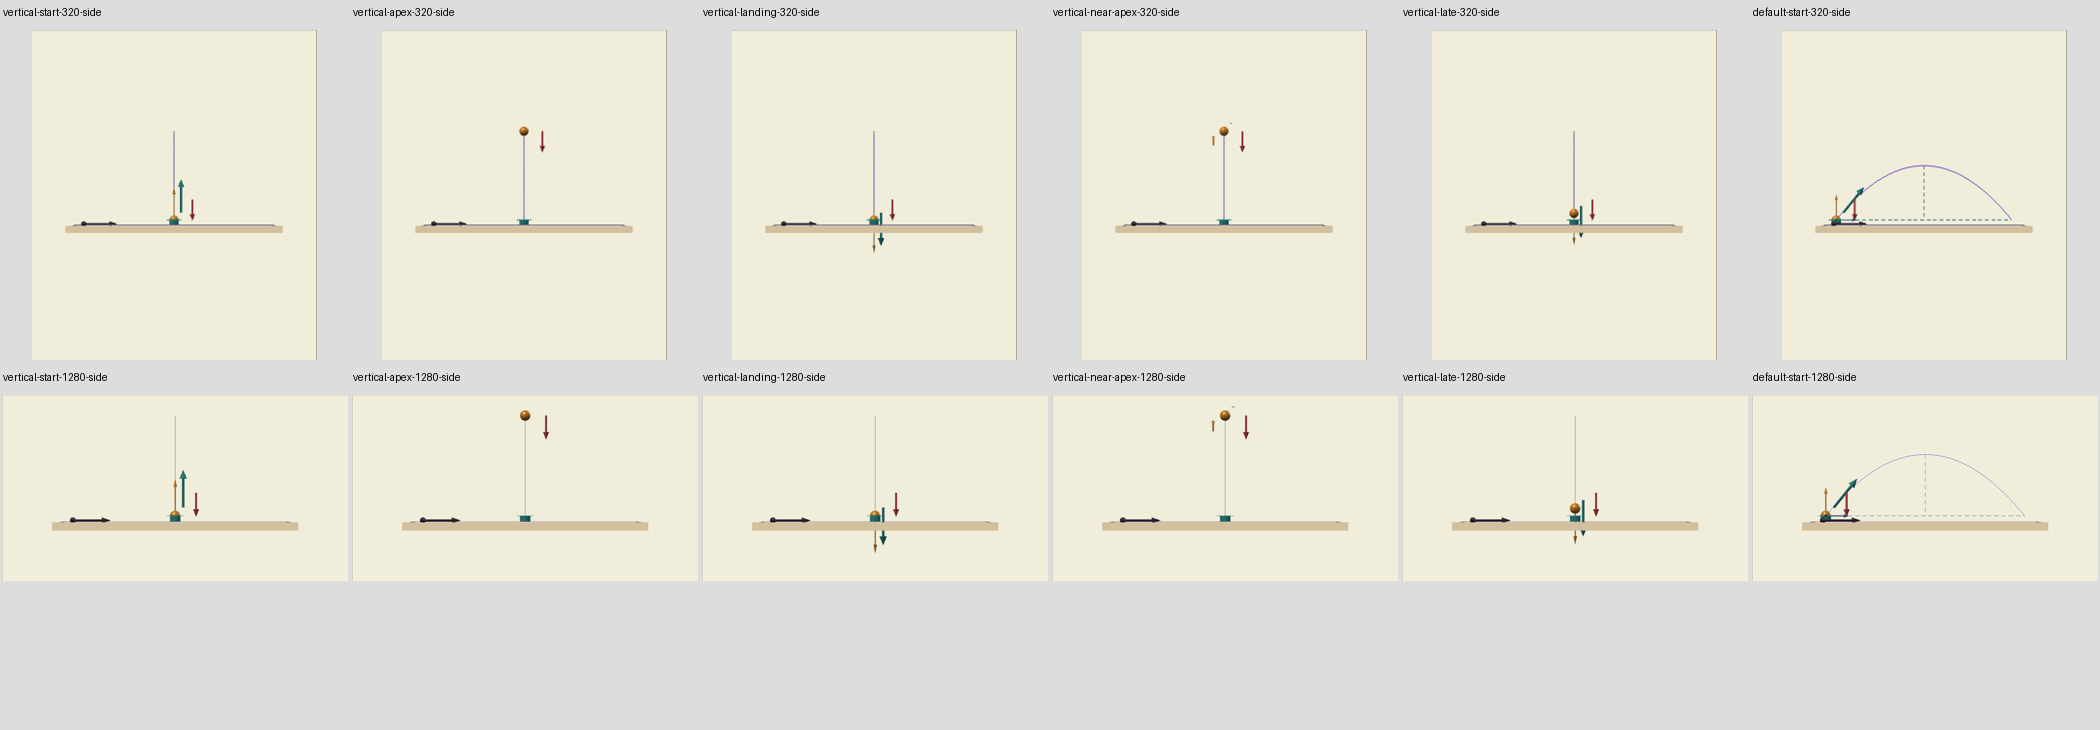 vertical-start-320-side
vertical-apex-320-side
vertical-landing-320-side
vertical-near-apex-320-side
vertical-late-320-side
default-start-320-side
vertical-start-1280-side
vertical-apex-1280-side
vertical-landing-1280-side
vertical-near-apex-1280-side
vertical-late-1280-side
default-start-1280-side